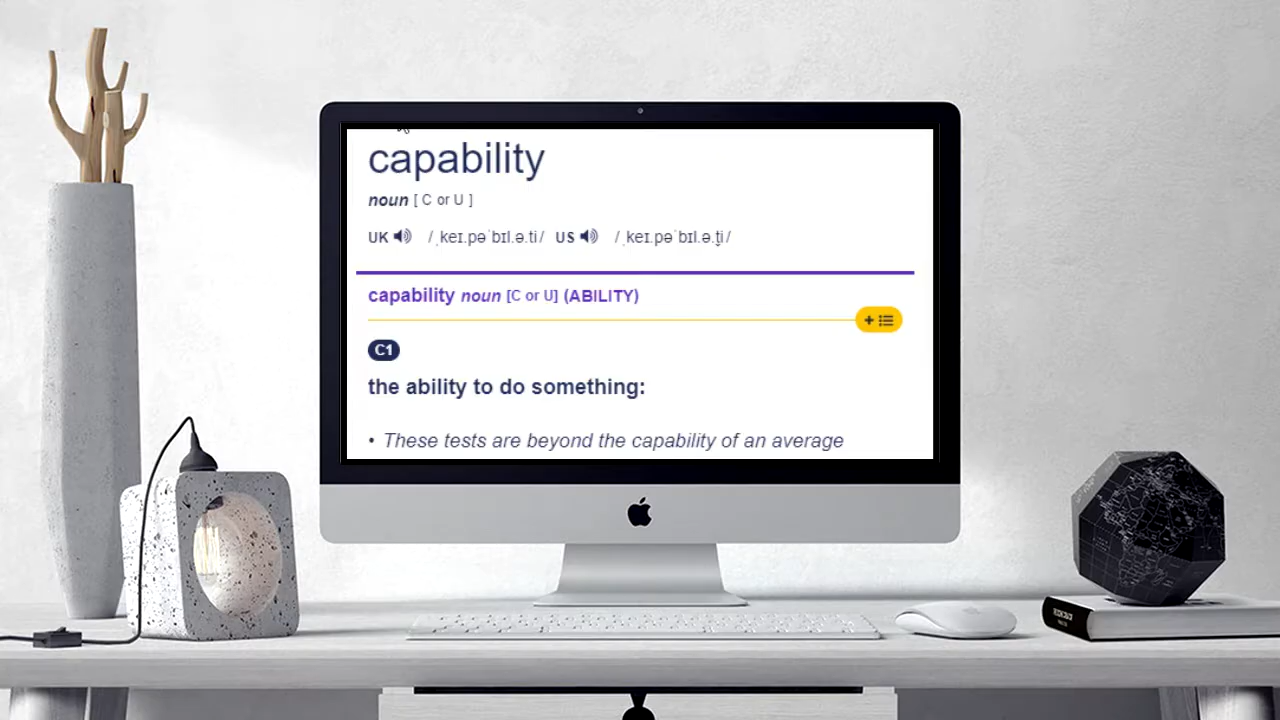 capability
noun [ C or U ]
UK /ˌkeɪ.pəˈbɪl.ə.ti/ US /ˌkeɪ.pəˈbɪl.ə.t̬i/
capability noun [C or U] (ABILITY)
C1
the ability to do something:
• These tests are beyond the capability of an average